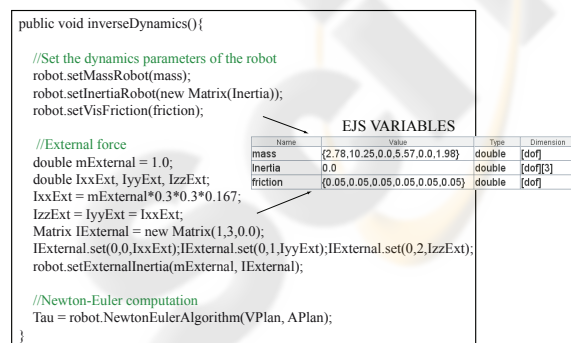 public void inverseDynamics(){
//Set the dynamics parameters of the robot
robot.setMassRobot(mass);
robot.setInertiaRobot(new Matrix(Inertia));
robot.setVisFriction(friction);
//External force
double mExternal = 1.0;
double IxxExt, IyyExt, IzzExt;
IxxExt = mExternal*0.3*0.3*0.167;
IzzExt = IyyExt = IxxExt;
Matrix IExternal = new Matrix(1,3,0.0);
IExternal.set(0,0,IxxExt);IExternal.set(0,1,IyyExt);IExternal.set(0,2,IzzExt);
robot.setExternalInertia(mExternal, IExternal);
//Newton-Euler computation
Tau = robot.NewtonEulerAlgorithm(VPlan, APlan);
}
EJS VARIABLES
Name Value Type Dimension
mass {2.78,10.25,0.0,5.57,0.0,1.98} double [dof]
Inertia 0.0 double [dof][3]
friction {0.05,0.05,0.05,0.05,0.05,0.05} double [dof]